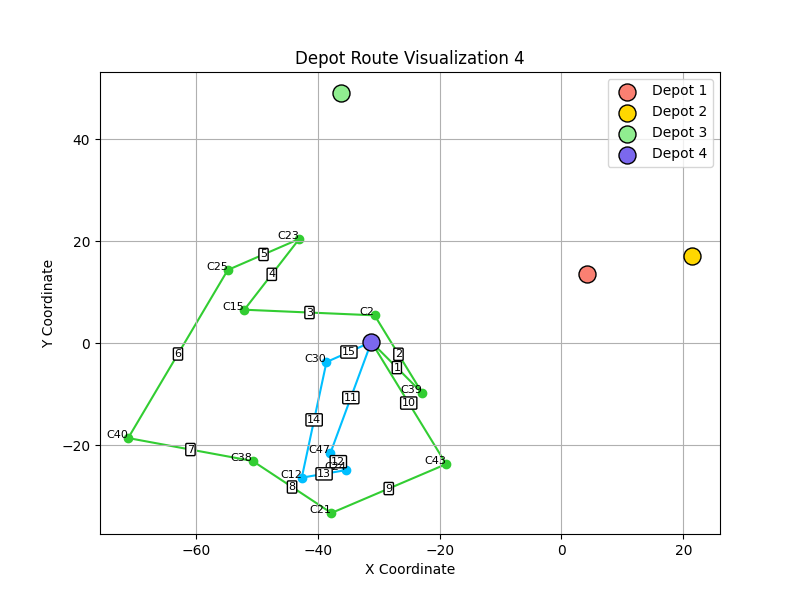 Depot Route Visualization 4
Depot 1
Depot 2
Depot 3
Depot 4
Y Coordinate
40
20
0
−20
C23
5
C25
4
C15
3
C2
2
15
6
C30
1
C39
11
10
14
C40
7
C38
C47
12
C43
13
C12
8
9
C21
−60
−40
−20
0
20
X Coordinate